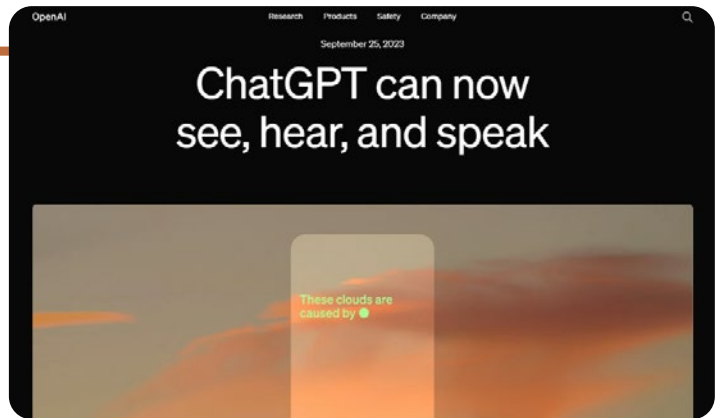 OpenAI
Research Products Safety Company
September 25, 2023
ChatGPT can now
see, hear, and speak
These clouds are
caused by